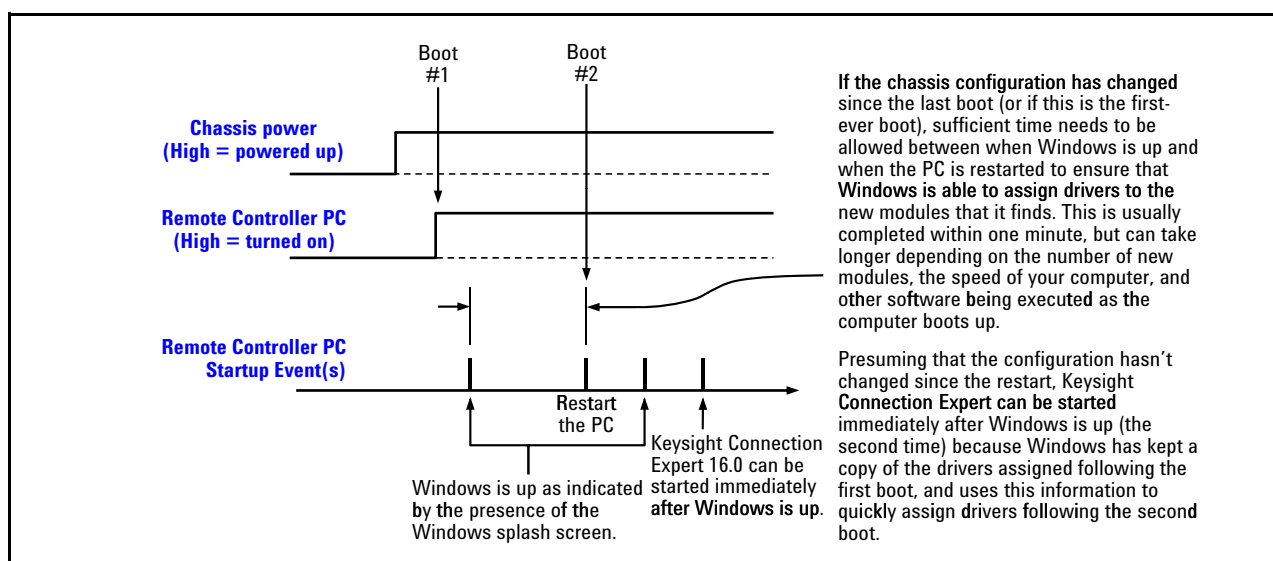 Boot
#1
Boot
#2
Chassis power
(High = powered up)
Remote Controller PC
(High = turned on)
Remote Controller PC
Startup Event(s)
Restart
the PC
Windows is up as indicated
by the presence of the
Windows splash screen.
Keysight Connection
Expert 16.0 can be
started immediately
after Windows is up.
If the chassis configuration has changed
since the last boot (or if this is the first-
ever boot), sufficient time needs to be
allowed between when Windows is up and
when the PC is restarted to ensure that
Windows is able to assign drivers to the
new modules that it finds. This is usually
completed within one minute, but can take
longer depending on the number of new
modules, the speed of your computer, and
other software being executed as the
computer boots up.
Presuming that the configuration hasn't
changed since the restart, Keysight
Connection Expert can be started
immediately after Windows is up (the
second time) because Windows has kept a
copy of the drivers assigned following the
first boot, and uses this information to
quickly assign drivers following the second
boot.